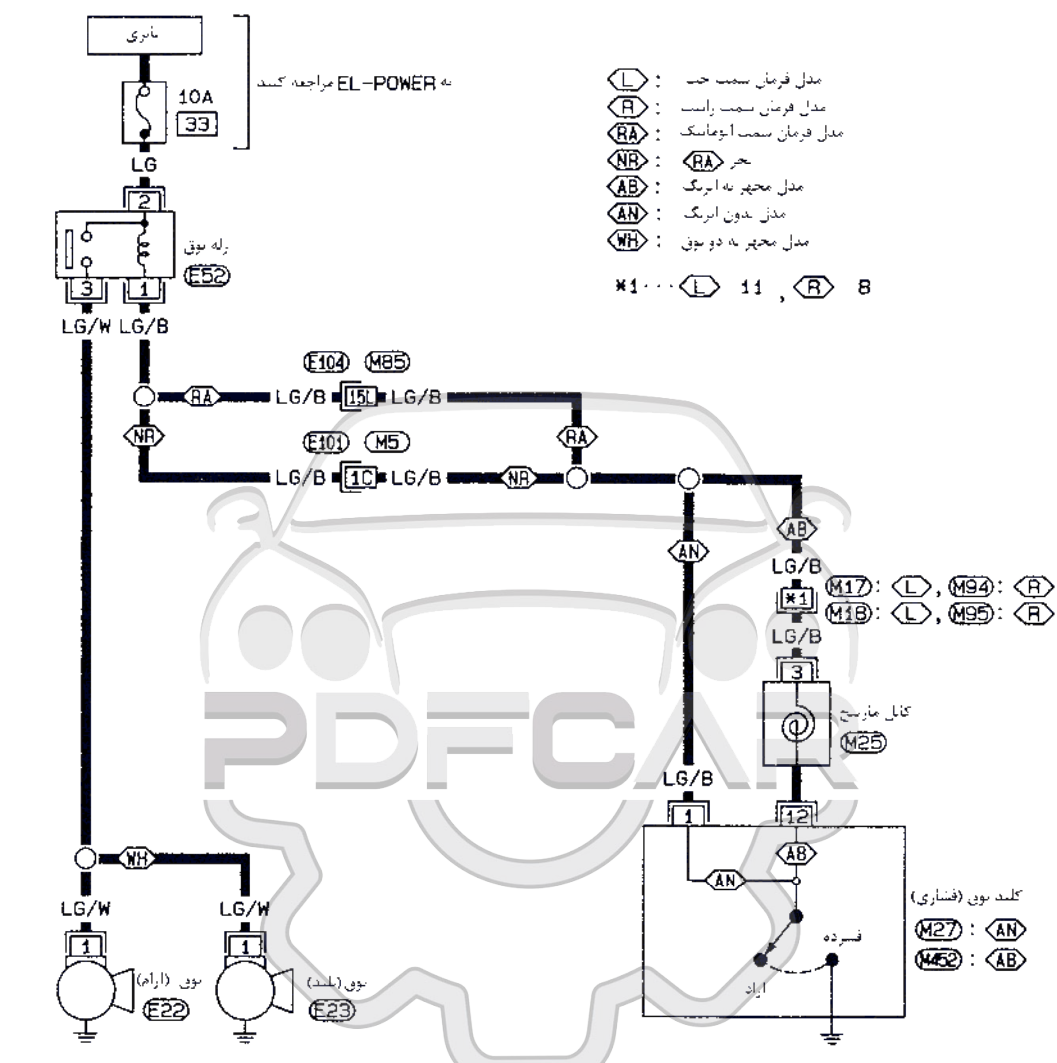 باتری
به EL-POWER مراجعه کنید
10A
33
LG
2
رله بوق
E52
3 1
LG/W LG/B
L : مدل فرمان سمت چپ
R : مدل فرمان سمت راست
RA : مدل فرمان سمت اتوماتیک
NR : بجز RA
AB : مدل مجهز به ایربگ
AN : مدل بدون ایربگ
WH : مدل مجهز به دو بوق
*1··· L 11 , R 8
E104 M85
RA LG/B 15L LG/B
NR RA
E101 M5
LG/B 1C LG/B NR
AN AB
LG/B
*1
M17: L , M94: R
M18: L , M95: R
LG/B
3
کابل مارپیچ
M25
PDFCAR
LG/B
1 12
AB
AN
کلید بوق (فشاری)
M27 : AN
M452 : AB
فشرده
آزاد
WH
LG/W LG/W
1 1
بوق (آرام)
E22
بوق (بلند)
E23